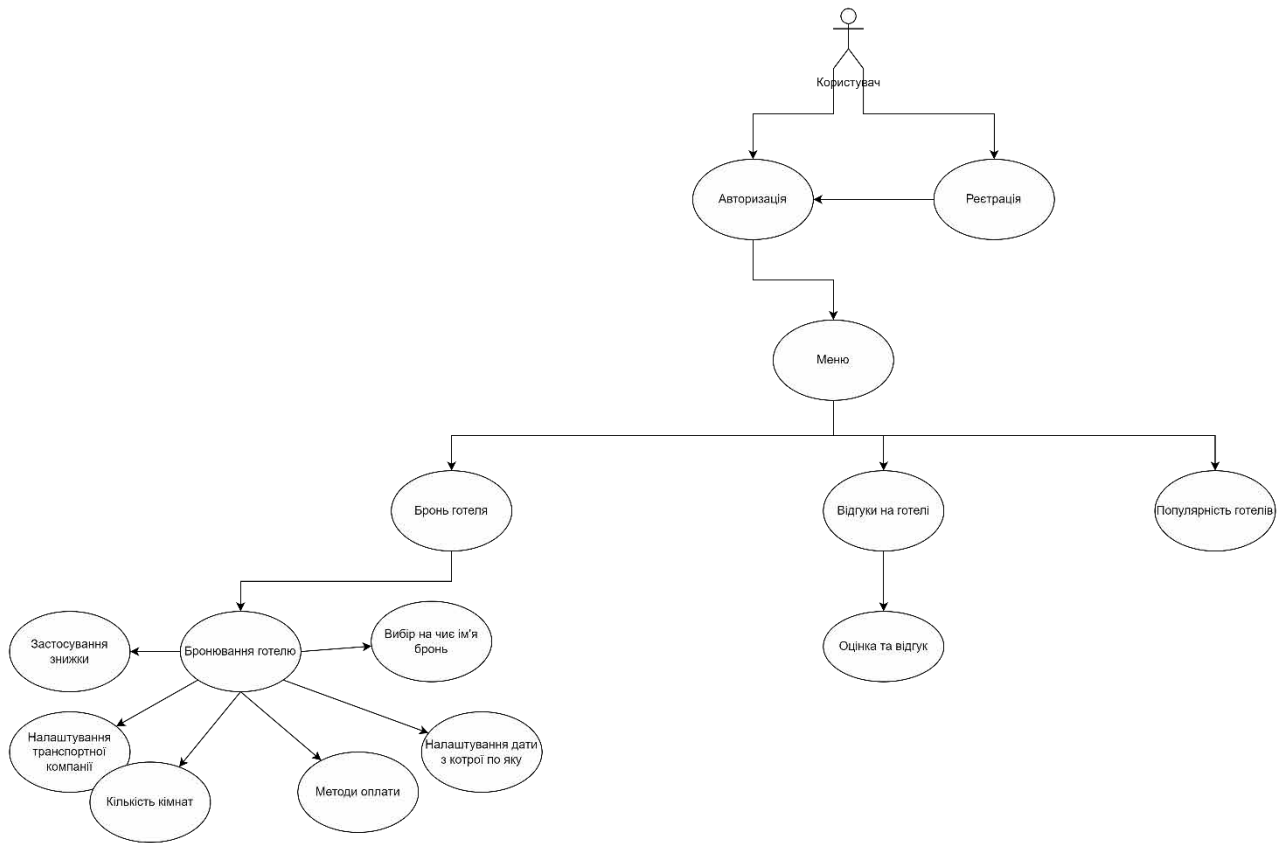 Користувач
Авторизація
Реєтрація
Меню
Бронь готеля
Відгуки на готелі
Популярність готелів
Застосування
знижки
Бронювання готелю
Вибір на чиє ім'я
бронь
Оцінка та відгук
Налаштування
транспортної
компанії
Кількість кімнат
Методи оплати
Налаштування дати
з котрої по яку